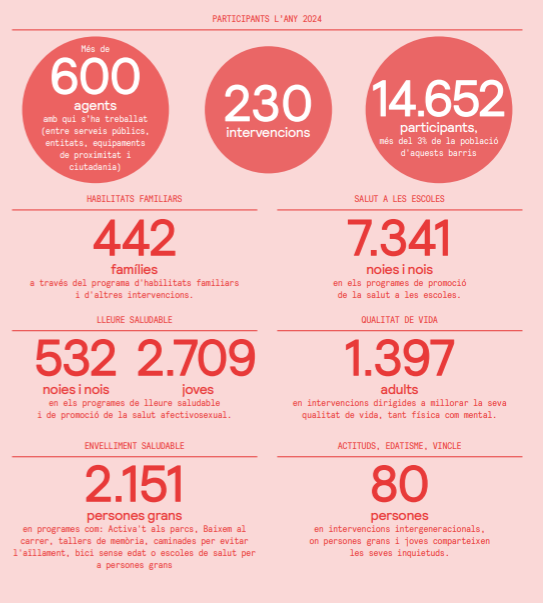 PARTICIPANTS L'ANY 2024
Més de
600
agents
amb qui s'ha treballat
(entre serveis públics,
entitats, equipaments
de proximitat i
ciutadania)
230
intervencions
14.652
participants,
més del 3% de la població
d'aquests barris
HABILITATS FAMILIARS
442
famílies
a través del programa d'habilitats familiars
i d'altres intervencions.
SALUT A LES ESCOLES
7.341
noies i nois
en els programes de promoció
de la salut a les escoles.
LLEURE SALUDABLE
532 2.709
noies i nois joves
en els programes de lleure saludable
i de promoció de la salut afectivosexual.
QUALITAT DE VIDA
1.397
adults
en intervencions dirigides a millorar la seva
qualitat de vida, tant física com mental.
ENVELLIMENT SALUDABLE
2.151
persones grans
en programes com: Activa't als parcs, Baixem al
carrer, tallers de memòria, caminades per evitar
l'aïllament, bici sense edat o escoles de salut per
a persones grans
ACTITUDS, EDATISME, VINCLE
80
persones
en intervencions intergeneracionals,
on persones grans i joves comparteixen
les seves inquietuds.